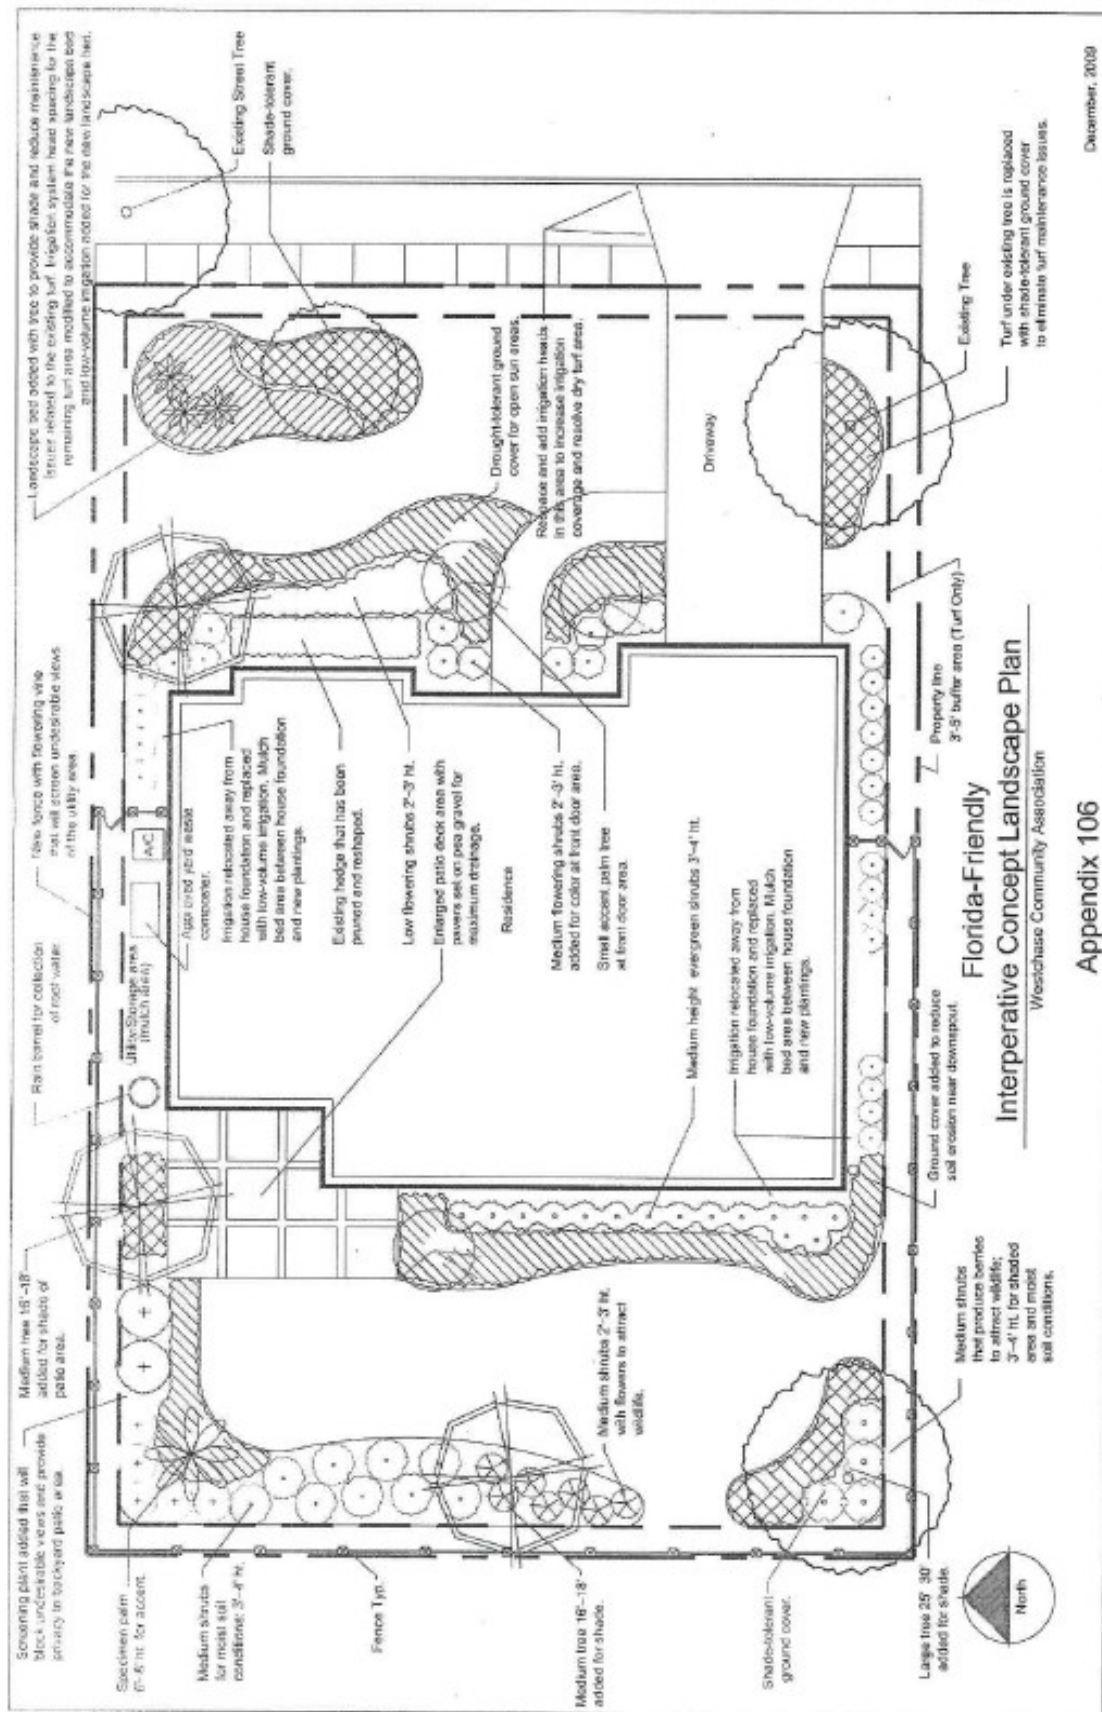 Landscape bed added with tree to provide shade and reduce maintenance
issues related to the existing turf. Irrigation system head spacing for the
remaining turf area modified to accommodate the new landscape bed
and low-volume irrigation added for the new landscape bed.
New fence with flowering vine
that will screen undesirable views
of the utility area.
Rain barrel for collection
of roof water.
Medium tree 16'-18'
added for shade of
patio area.
Screening plant added that will
block undesirable views and provide
privacy to backyard patio area.
Specimen palm
6'-8' ht. for accent.
Medium shrubs
for moist soil
conditions; 3'-4' ht.
Fence Typ.
Medium tree 16'-18'
added for shade.
Shade-tolerant
ground cover.
Large tree 25' 30'
added for shade.
Existing Street Tree
Shade-tolerant
ground cover.
Utility/Storage area
(mulch area)
A/C
Approved yard waste
composter.
Irrigation relocated away from
house foundation and replaced
with low-volume irrigation. Mulch
bed area between house foundation
and new plantings.
Existing hedge that has been
pruned and reshaped.
Low flowering shrubs 2'-3' ht.
Enlarged patio deck area with
pavers set on pea gravel for
maximum drainage.
Residence
Medium flowering shrubs 2'-3' ht.
added for color at front door area.
Small accent palm tree
at front door area.
Drought-tolerant ground
cover for open sun areas.
Respace and add irrigation heads
in this area to increase irrigation
coverage and resolve dry turf area.
Driveway
Medium height evergreen shrubs 3'-4' ht.
Irrigation relocated away from
house foundation and replaced
with low-volume irrigation. Mulch
bed area between house foundation
and new plantings.
Medium shrubs 2'-3' ht.
with flowers to attract
wildlife.
Existing Tree
Turf under existing tree is replaced
with shade-tolerant ground cover
to eliminate turf maintenance issues.
Property line
3'-5' buffer area (Turf Only)
Ground cover added to reduce
soil erosion near downspout.
Medium shrubs
that produce berries
to attract wildlife;
3'-4' ht. for shaded
area and moist
soil conditions.
North
Florida-Friendly
Interperative Concept Landscape Plan
Westchase Community Association
Appendix 106
December, 2009